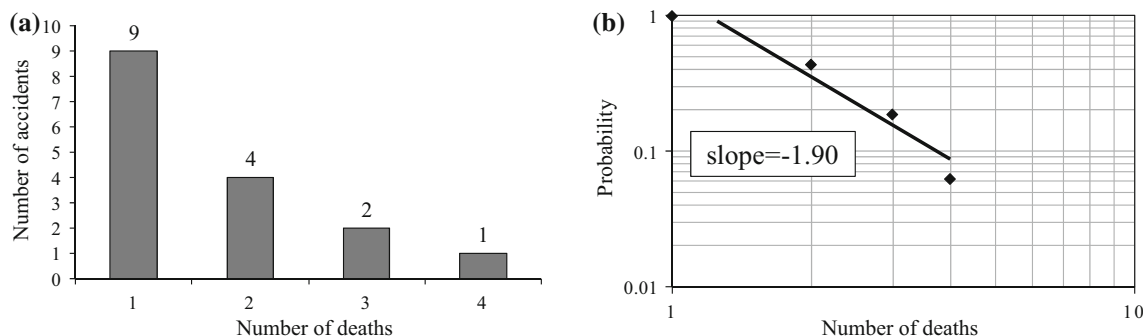 (a)
Number of accidents
10
9
8
7
6
5
4
3
2
1
0
9
4
2
1
1 2 3 4
Number of deaths
(b)
Probability
1
0.1
0.01
slope=-1.90
1 10
Number of deaths